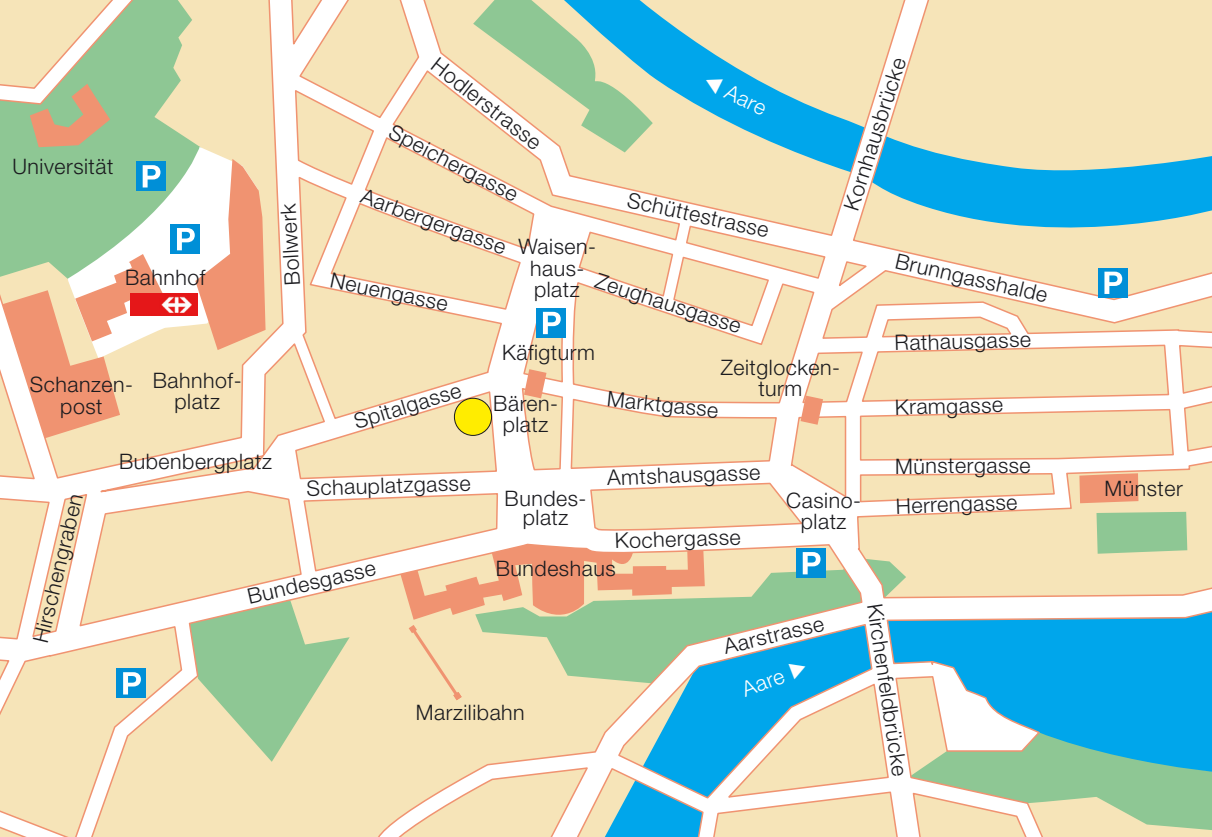 Hodlerstrasse
Kornhausbrücke
Aare
Speichergasse
Universität
P
Aarbergergasse
Schüttestrasse
P
Bollwerk
Waisen-
haus-
platz
Bahnhof
Neuengasse
Zeughausgasse
Brunngasshalde
P
P
Käfigturm
Rathausgasse
Zeitglocken-
turm
Schanzen-
post
Bahnhof-
platz
Spitalgasse
Bären-
platz
Marktgasse
Kramgasse
Bubenbergplatz
Schauplatzgasse
Amtshausgasse
Münstergasse
Münster
Bundes-
platz
Casino-
platz
Herrengasse
Hirschengraben
Kochergasse
Bundesgasse
Bundeshaus
P
Aarstrasse
Kirchenfeldbrücke
P
Aare
Marzilibahn